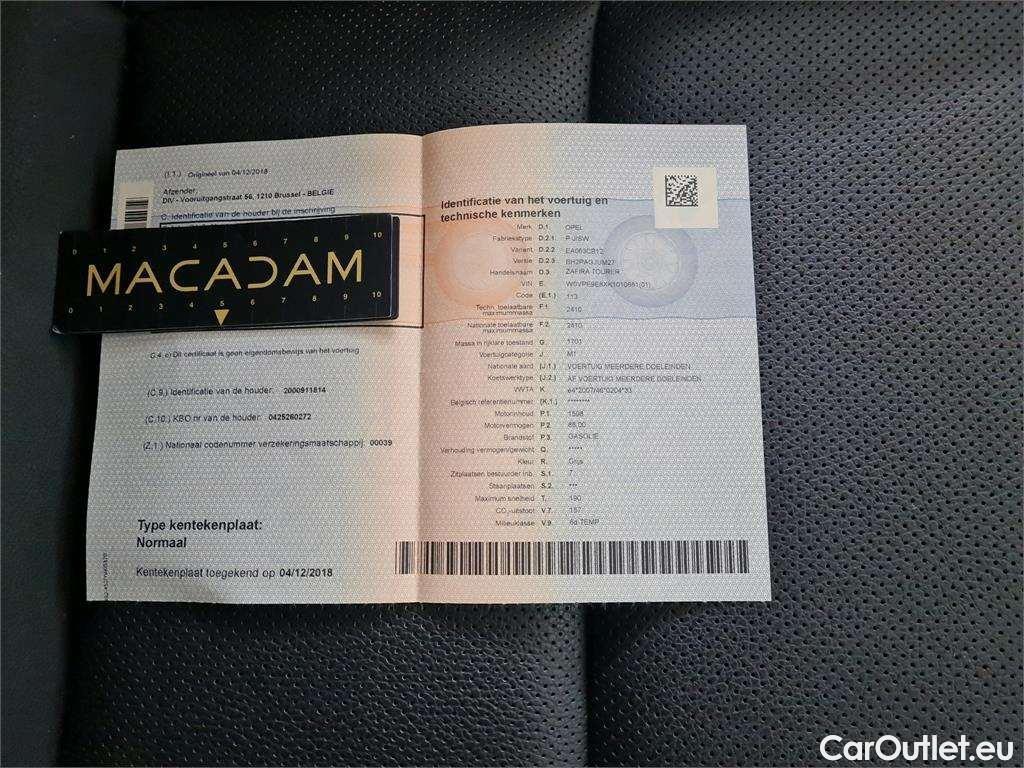 (I.1.) Origineel van 04/12/2018
Afzender:
DIV - Vooruitgangstraat 56, 1210 Brussel - BELGIE
C. Identificatie van de houder bij de inschrijving
0 1 2 3 4 5 6 7 8 9 10
MACADAM
0 1 2 3 4 5 6 7 8 9 10
C.4. c) Dit certificaat is geen eigendomsbewijs van het voertuig
(C.9.) Identificatie van de houder: 2000911814
(C.10.) KBO nr van de houder: 0425260272
(Z.1.) Nationaal codenummer verzekeringsmaatschappij: 00039
Type kentekenplaat:
Normaal
Kentekenplaat toegekend op 04/12/2018
Identificatie van het voertuig en
technische kenmerken
Merk D.1. OPEL
Fabriekstype D.2.1. P-J/SW
Variant D.2.2.
Versie D.2.3.
Handelsnaam D.3. ZAFIRA TOURER
VIN E.
Code (E.1.) 113
Techn. toelaatbare
maximummassa F.1. 2410
Nationale toelaatbare
maximummassa F.2. 2410
Massa in rijklare toestand G. 1701
Voertuigcategorie J. M1
Nationale aard (J.1.) VOERTUIG MEERDERE DOELEINDEN
Koetswerktype (J.2.) AF VOERTUIG MEERDERE DOELEINDEN
VWTA K.
Belgisch referentienummer (K.1.) ********
Motorinhoud P.1. 1598
Motorvermogen P.2. 88,00
Brandstof P.3. GASOLIE
Verhouding vermogen/gewicht Q. *****
Kleur R. Grijs
Zitplaatsen bestuurder inb. S.1. 7
Staanplaatsen S.2. ***
Maximum snelheid T. 190
CO₂-uitstoot V.7. 157
Milieuklasse V.9. 6d-TEMP
CarOutlet.eu